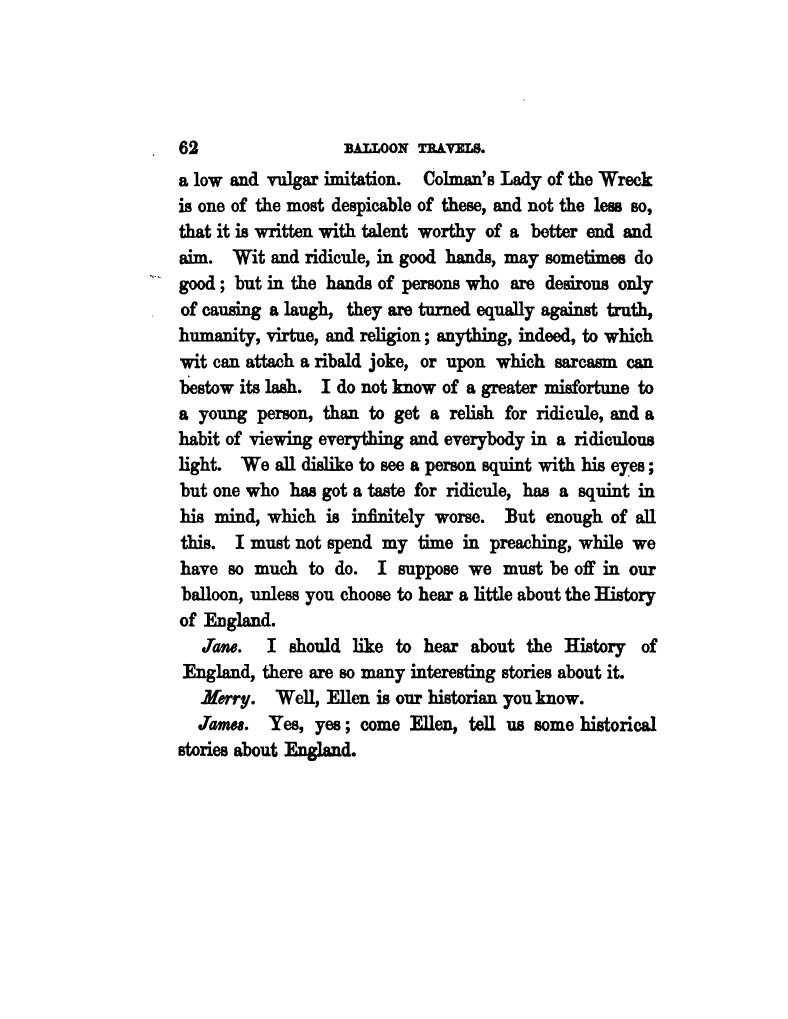 62 BALLOON TRAVELS.
a low and vulgar imitation. Colman's Lady of the Wreck
is one of the most despicable of these, and not the less so,
that it is written with talent worthy of a better end and
aim. Wit and ridicule, in good hands, may sometimes do
good; but in the hands of persons who are desirous only
of causing a laugh, they are turned equally against truth,
humanity, virtue, and religion; anything, indeed, to which
wit can attach a ribald joke, or upon which sarcasm can
bestow its lash. I do not know of a greater misfortune to
a young person, than to get a relish for ridicule, and a
habit of viewing everything and everybody in a ridiculous
light. We all dislike to see a person squint with his eyes;
but one who has got a taste for ridicule, has a squint in
his mind, which is infinitely worse. But enough of all
this. I must not spend my time in preaching, while we
have so much to do. I suppose we must be off in our
balloon, unless you choose to hear a little about the History
of England.
Jane. I should like to hear about the History of
England, there are so many interesting stories about it.
Merry. Well, Ellen is our historian you know.
James. Yes, yes; come Ellen, tell us some historical
stories about England.